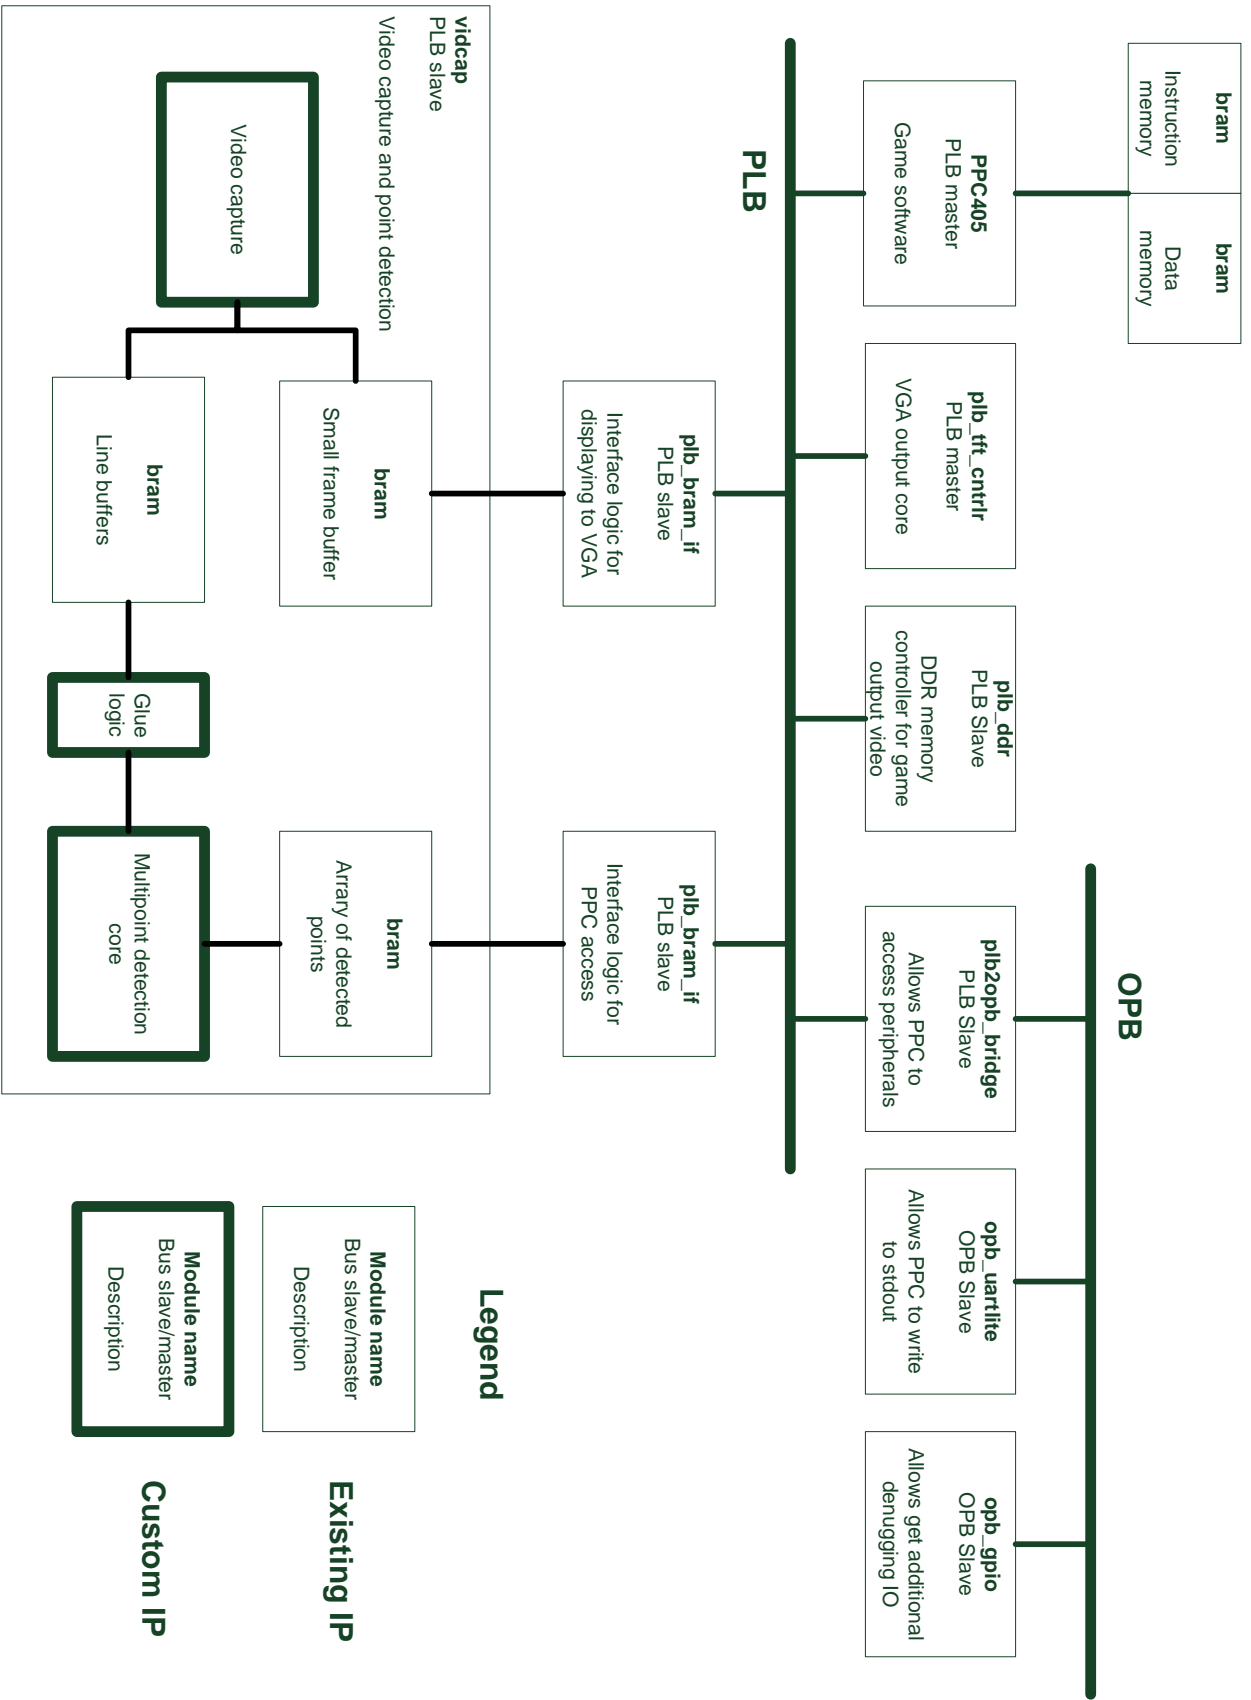 bram
Instruction
memory
bram
Data
memory
OPB
PPC405
PLB master
Game software
plb_tft_cntrlr
PLB master
VGA output core
plb_ddr
PLB Slave
DDR memory
controller for game
output video
plb2opb_bridge
PLB Slave
Allows PPC to
access peripherals
opb_uartlite
OPB Slave
Allows PPC to write
to stdout
opb_gpio
OPB Slave
Allows get additional
denugging IO
PLB
plb_bram_if
PLB slave
Interface logic for
displaying to VGA
plb_bram_if
PLB slave
Interface logic for
PPC access
vidcap
PLB slave
Video capture and point detection
bram
Small frame buffer
bram
Arrary of detected
points
Video capture
bram
Line buffers
Glue
logic
Multipoint detection
core
Legend
Module name
Bus slave/master
Description
Existing IP
Module name
Bus slave/master
Description
Custom IP